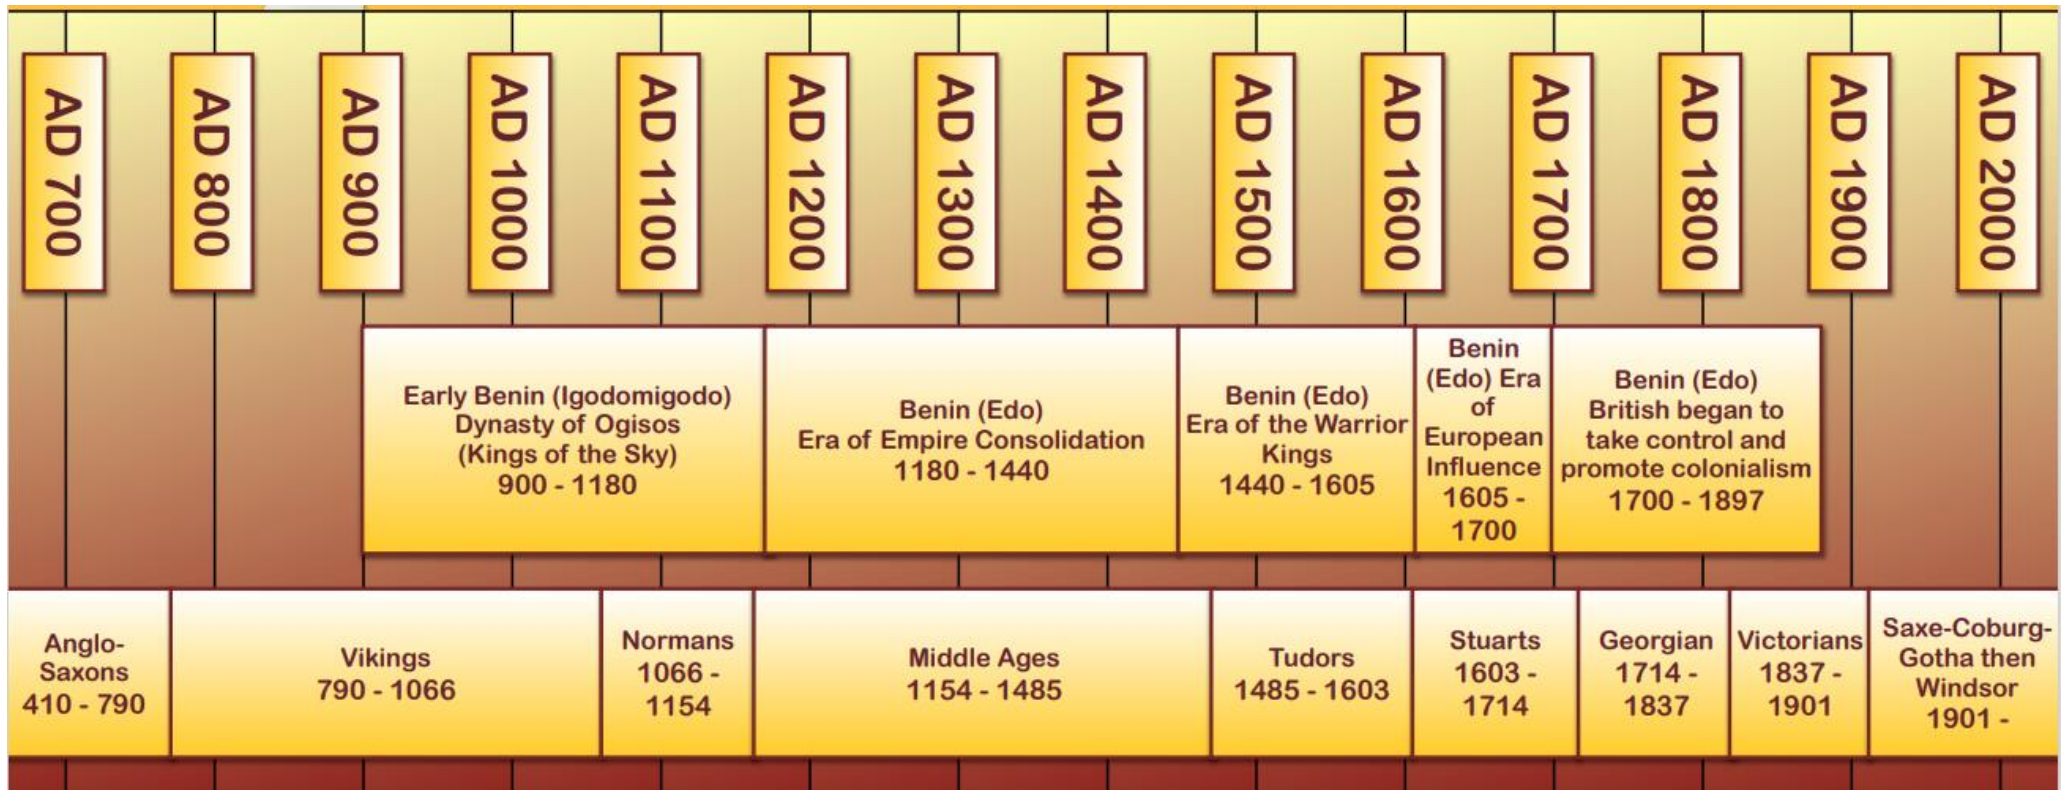 AD 700
AD 800
AD 900
AD 1000
AD 1100
AD 1200
AD 1300
AD 1400
AD 1500
AD 1600
AD 1700
AD 1800
AD 1900
AD 2000
Early Benin (Igodomigodo)
Dynasty of Ogisos
(Kings of the Sky)
900 - 1180
Benin (Edo)
Era of Empire Consolidation
1180 - 1440
Benin (Edo)
Era of the Warrior
Kings
1440 - 1605
Benin
(Edo) Era
of
European
Influence
1605 -
1700
Benin (Edo)
British began to
take control and
promote colonialism
1700 - 1897
Anglo-
Saxons
410 - 790
Vikings
790 - 1066
Normans
1066 -
1154
Middle Ages
1154 - 1485
Tudors
1485 - 1603
Stuarts
1603 -
1714
Georgian
1714 -
1837
Victorians
1837 -
1901
Saxe-Coburg-
Gotha then
Windsor
1901 -